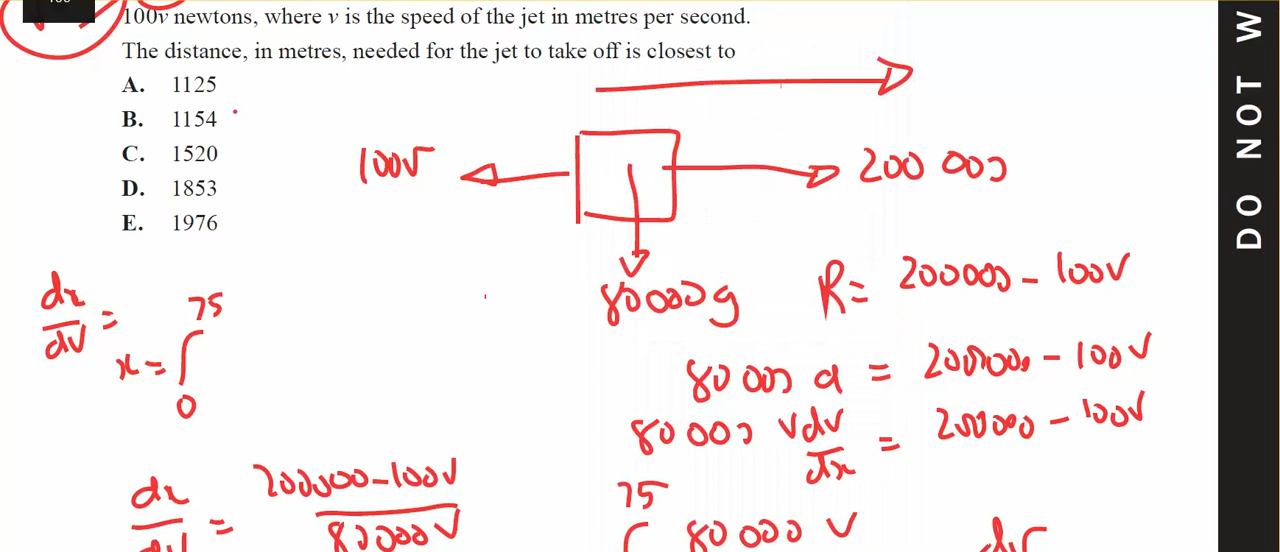 100v newtons, where v is the speed of the jet in metres per second.
The distance, in metres, needed for the jet to take off is closest to
A. 1125
B. 1154
C. 1520
D. 1853
E. 1976
100v
200 000
80000g
R = 200000 - 100v
80 000 a = 200000 - 100v
80 000 v dv/dx = 200000 - 100v
dx/dv =
x = ∫ 75 0
dx/dv = 200000 - 100v / 80000v
75
∫ 80 000 v
DO NOT W